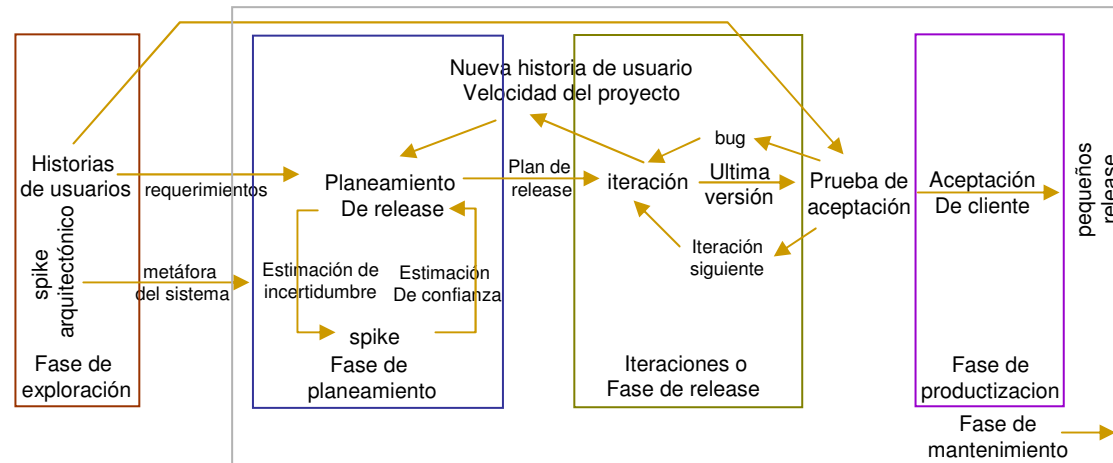 Historias
de usuarios
spike
arquitectónico
Fase de
exploración
requerimientos
metáfora
del sistema
Nueva historia de usuario
Velocidad del proyecto
Planeamiento
De release
Estimación de
incertidumbre
Estimación
De confianza
spike
Fase de
planeamiento
Plan de
release
iteración
bug
Ultima
versión
Iteración
siguiente
Iteraciones o
Fase de release
Prueba de
aceptación
Aceptación
De cliente
pequeños
release
Fase de
productizacion
Fase de
mantenimiento